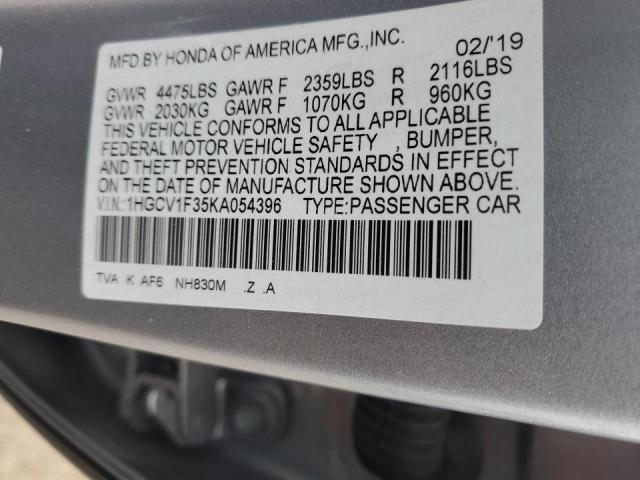 MFD.BY HONDA OF AMERICA MFG.,INC. 02/'19
GVWR 4475LBS GAWR F 2359LBS R 2116LBS
GVWR 2030KG GAWR F 1070KG R 960KG
THIS VEHICLE CONFORMS TO ALL APPLICABLE
FEDERAL MOTOR VEHICLE SAFETY , BUMPER,
AND THEFT PREVENTION STANDARDS IN EFFECT
ON THE DATE OF MANUFACTURE SHOWN ABOVE.
V.I.N.:1HGCV1F35KA054396 TYPE:PASSENGER CAR
TVA K AF6 NH830M .Z .A